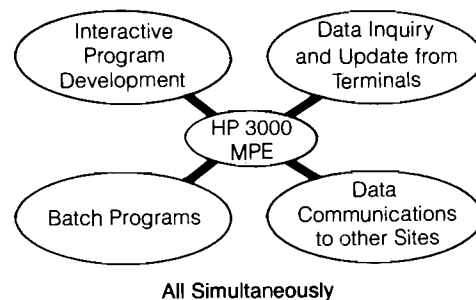 Interactive
Program
Development
Data Inquiry
and Update from
Terminals
HP 3000
MPE
Batch Programs
Data
Communications
to other Sites
All Simultaneously